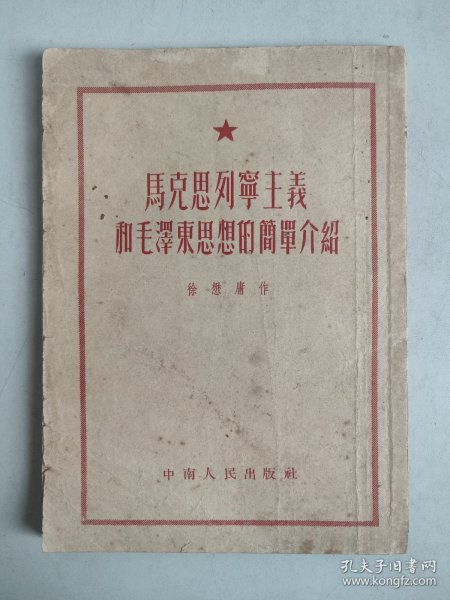 馬克思列寧主義
和毛澤東思想的簡單介紹
徐懋庸作
中南人民出版社
孔夫子旧书网
www.kongfz.com